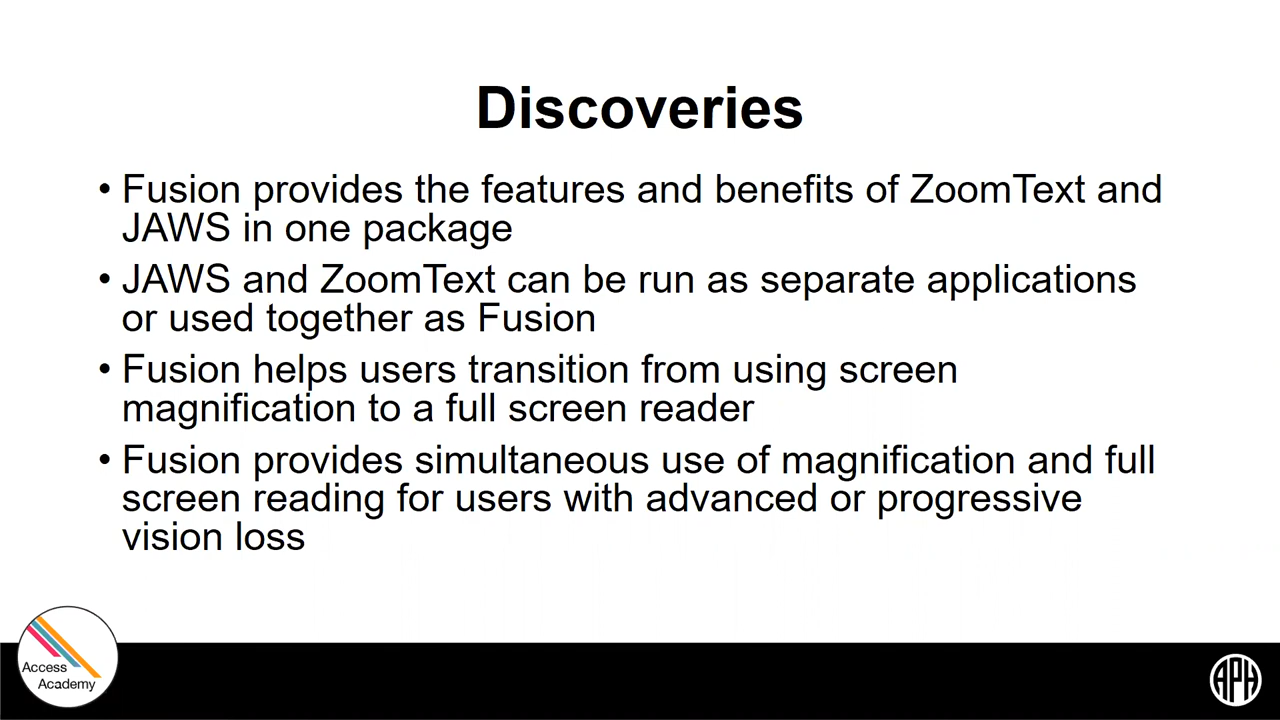 Discoveries
• Fusion provides the features and benefits of ZoomText and
JAWS in one package
• JAWS and ZoomText can be run as separate applications
or used together as Fusion
• Fusion helps users transition from using screen
magnification to a full screen reader
• Fusion provides simultaneous use of magnification and full
screen reading for users with advanced or progressive
vision loss
Access
Academy
APH